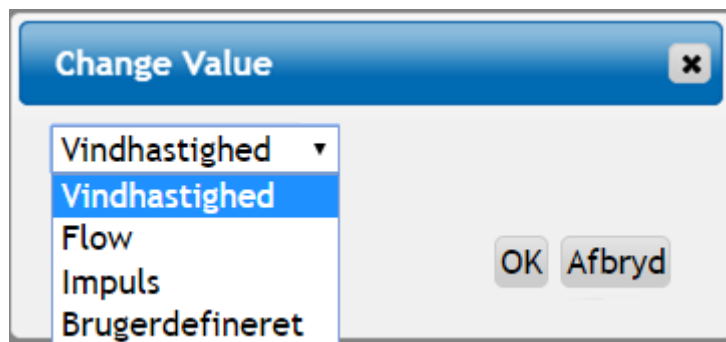 Change Value
Vindhastighed
Vindhastighed
Flow
Impuls
Brugerdefineret
OK Afbryd